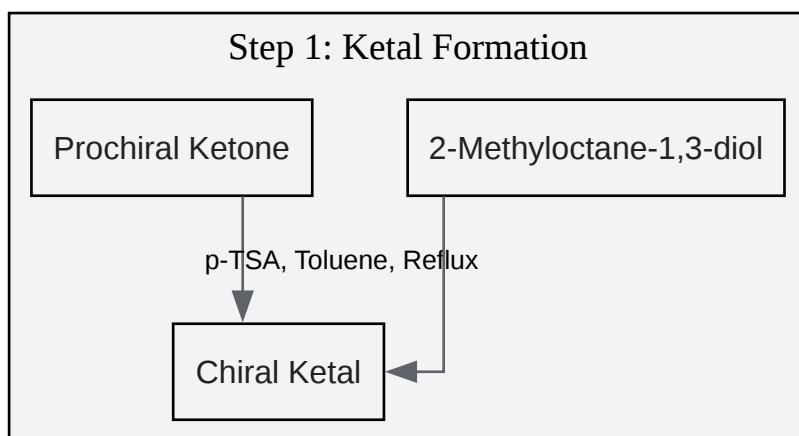 Step 1: Ketal Formation
Prochiral Ketone
2-Methyloctane-1,3-diol
p-TSA, Toluene, Reflux
Chiral Ketal